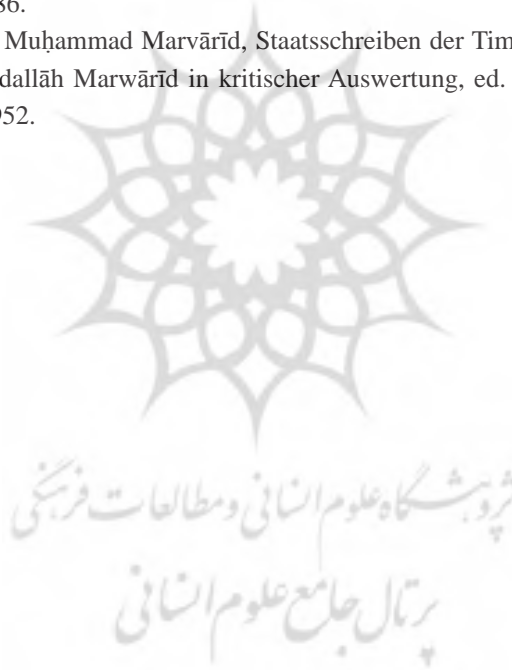 86.
Muḥammad Marvārīd, Staatsschreiben der Tim
dallāh Marwārīd in kritischer Auswertung, ed.
952.
پژوهشگاه علوم انسانی و مطالعات فرهنگی
پرتال جامع علوم انسانی